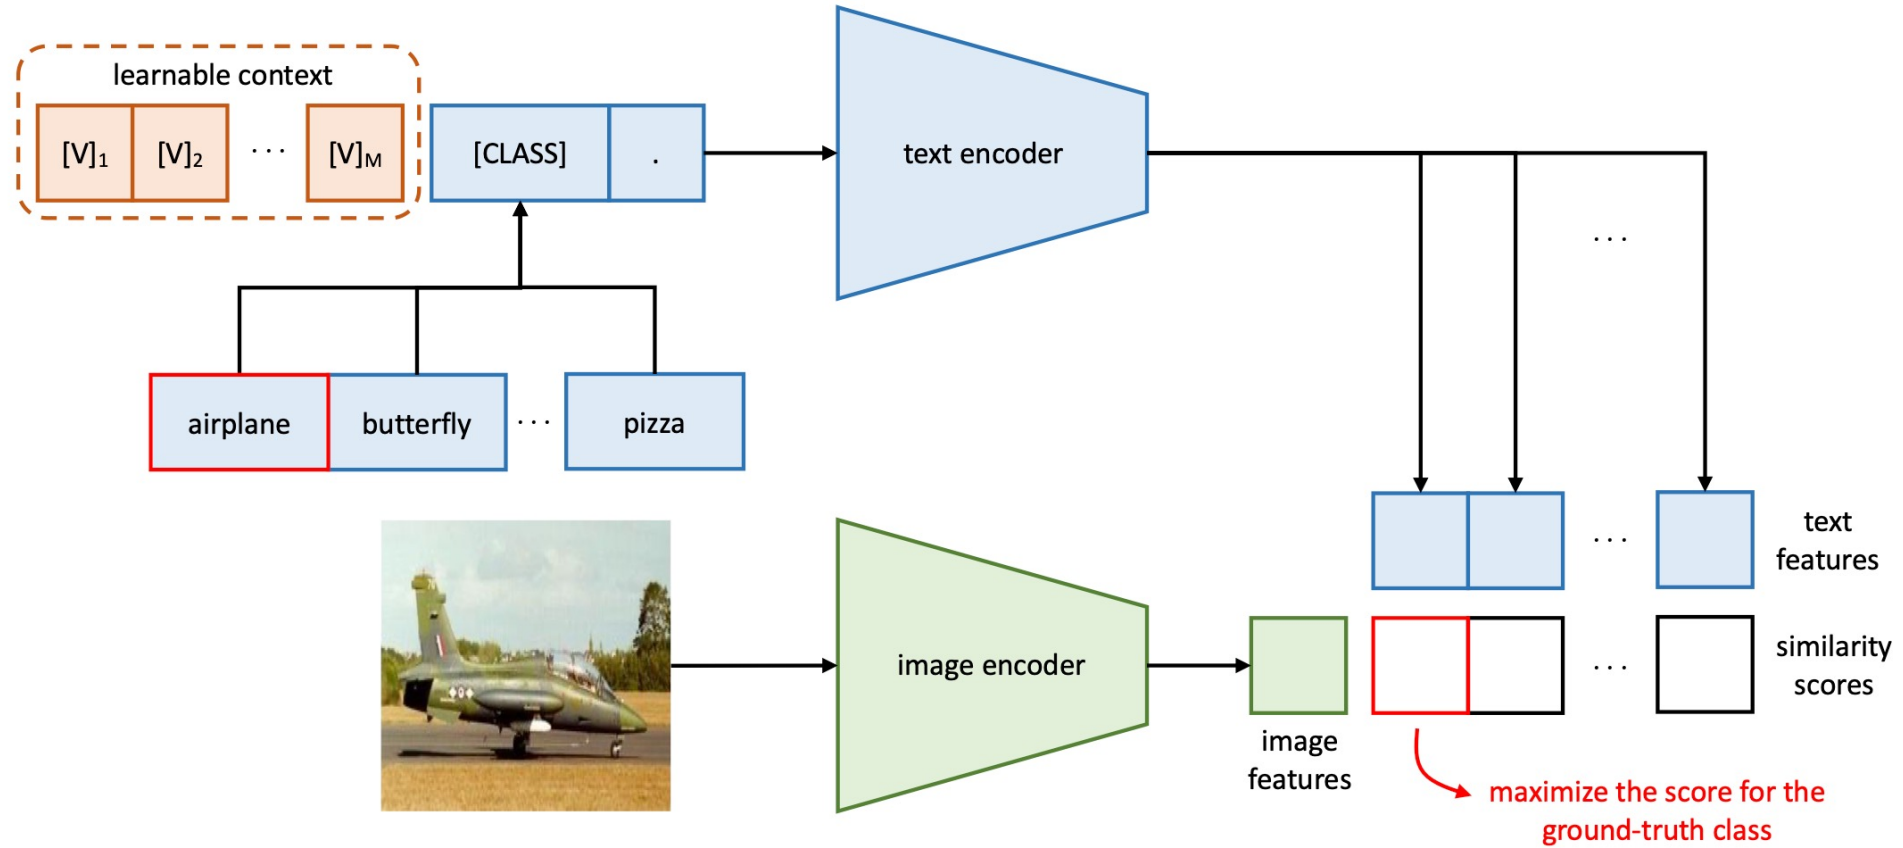 learnable context
[V]1 [V]2 ... [V]M [CLASS] .
text encoder
...
airplane butterfly ... pizza
text
features
...
image encoder
similarity
scores
...
image
features
maximize the score for the
ground-truth class